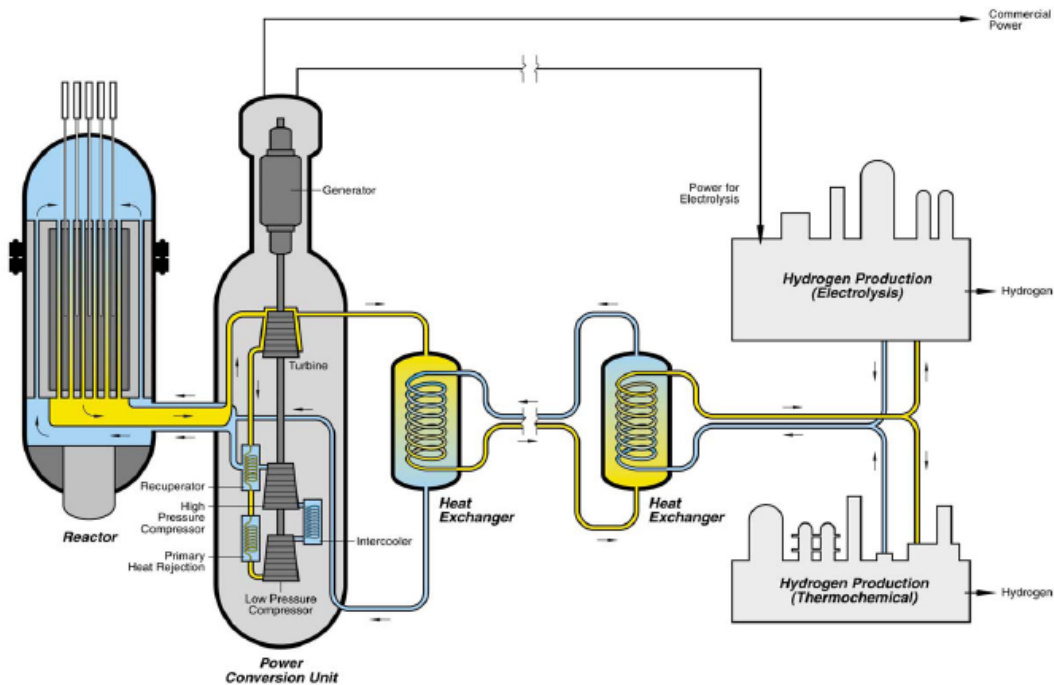 Commercial
Power
Generator
Power for
Electrolysis
Hydrogen Production
(Electrolysis)
Hydrogen
Turbine
Recuperator
High
Pressure
Compressor
Intercooler
Primary
Heat Rejection
Low Pressure
Compressor
Reactor
Heat
Exchanger
Heat
Exchanger
Hydrogen Production
(Thermochemical)
Hydrogen
Power
Conversion Unit